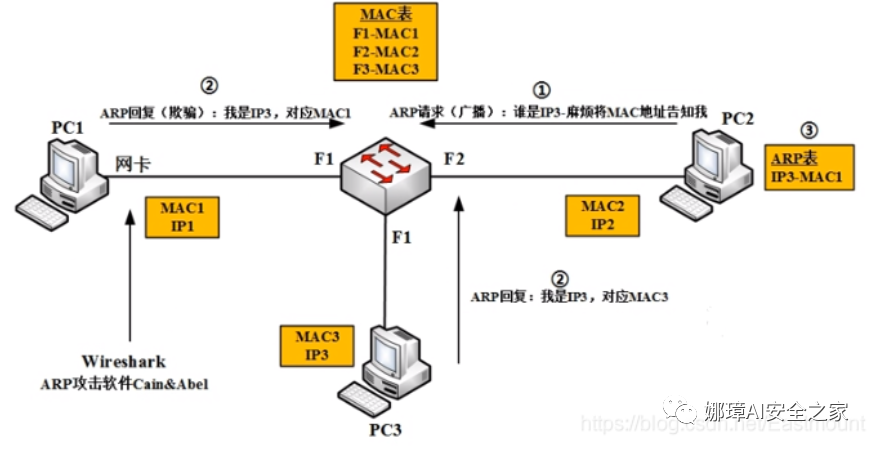 MAC表
F1-MAC1
F2-MAC2
F3-MAC3
②
ARP回复（欺骗）：我是IP3，对应MAC1
①
ARP请求（广播）：谁是IP3-麻烦将MAC地址告知我
PC1
PC2
③
ARP表
IP3-MAC1
网卡
F1
F2
MAC1
IP1
MAC2
IP2
F1
②
ARP回复：我是IP3，对应MAC3
MAC3
IP3
Wireshark
ARP攻击软件Cain&Abel
PC3
娜璋AI安全之家
https://blog.csdn.net/Eastmount